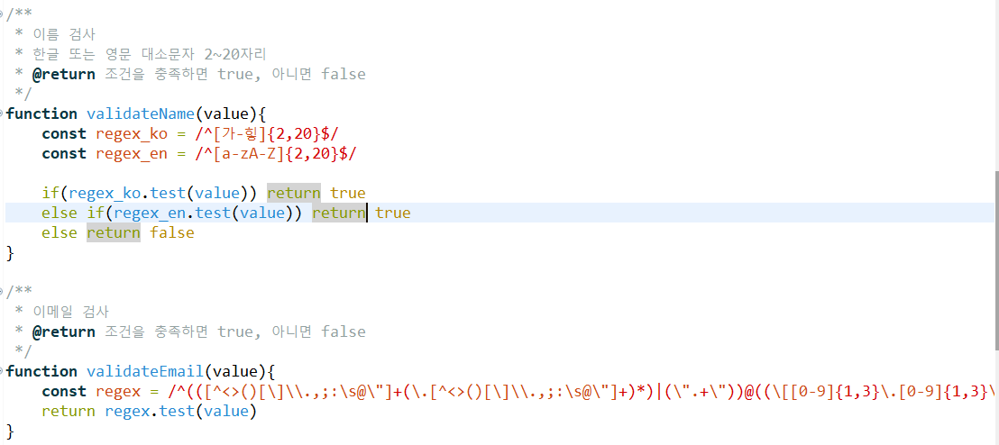 /**
 * 이름 검사
 * 한글 또는 영문 대소문자 2~20자리
 * @return 조건을 충족하면 true, 아니면 false
 */
function validateName(value){
    const regex_ko = /^[가-힣]{2,20}$/
    const regex_en = /^[a-zA-Z]{2,20}$/
    if(regex_ko.test(value)) return true
    else if(regex_en.test(value)) return true
    else return false
}
/**
 * 이메일 검사
 * @return 조건을 충족하면 true, 아니면 false
 */
function validateEmail(value){
    const regex = /^(([^<>()[\]\\.,;:\s@\"]+(\.[^<>()[\]\\.,;:\s@\"]+)*)|(\".+\"))@((\[[0-9]{1,3}\.[0-9]{1,3}\
    return regex.test(value)
}